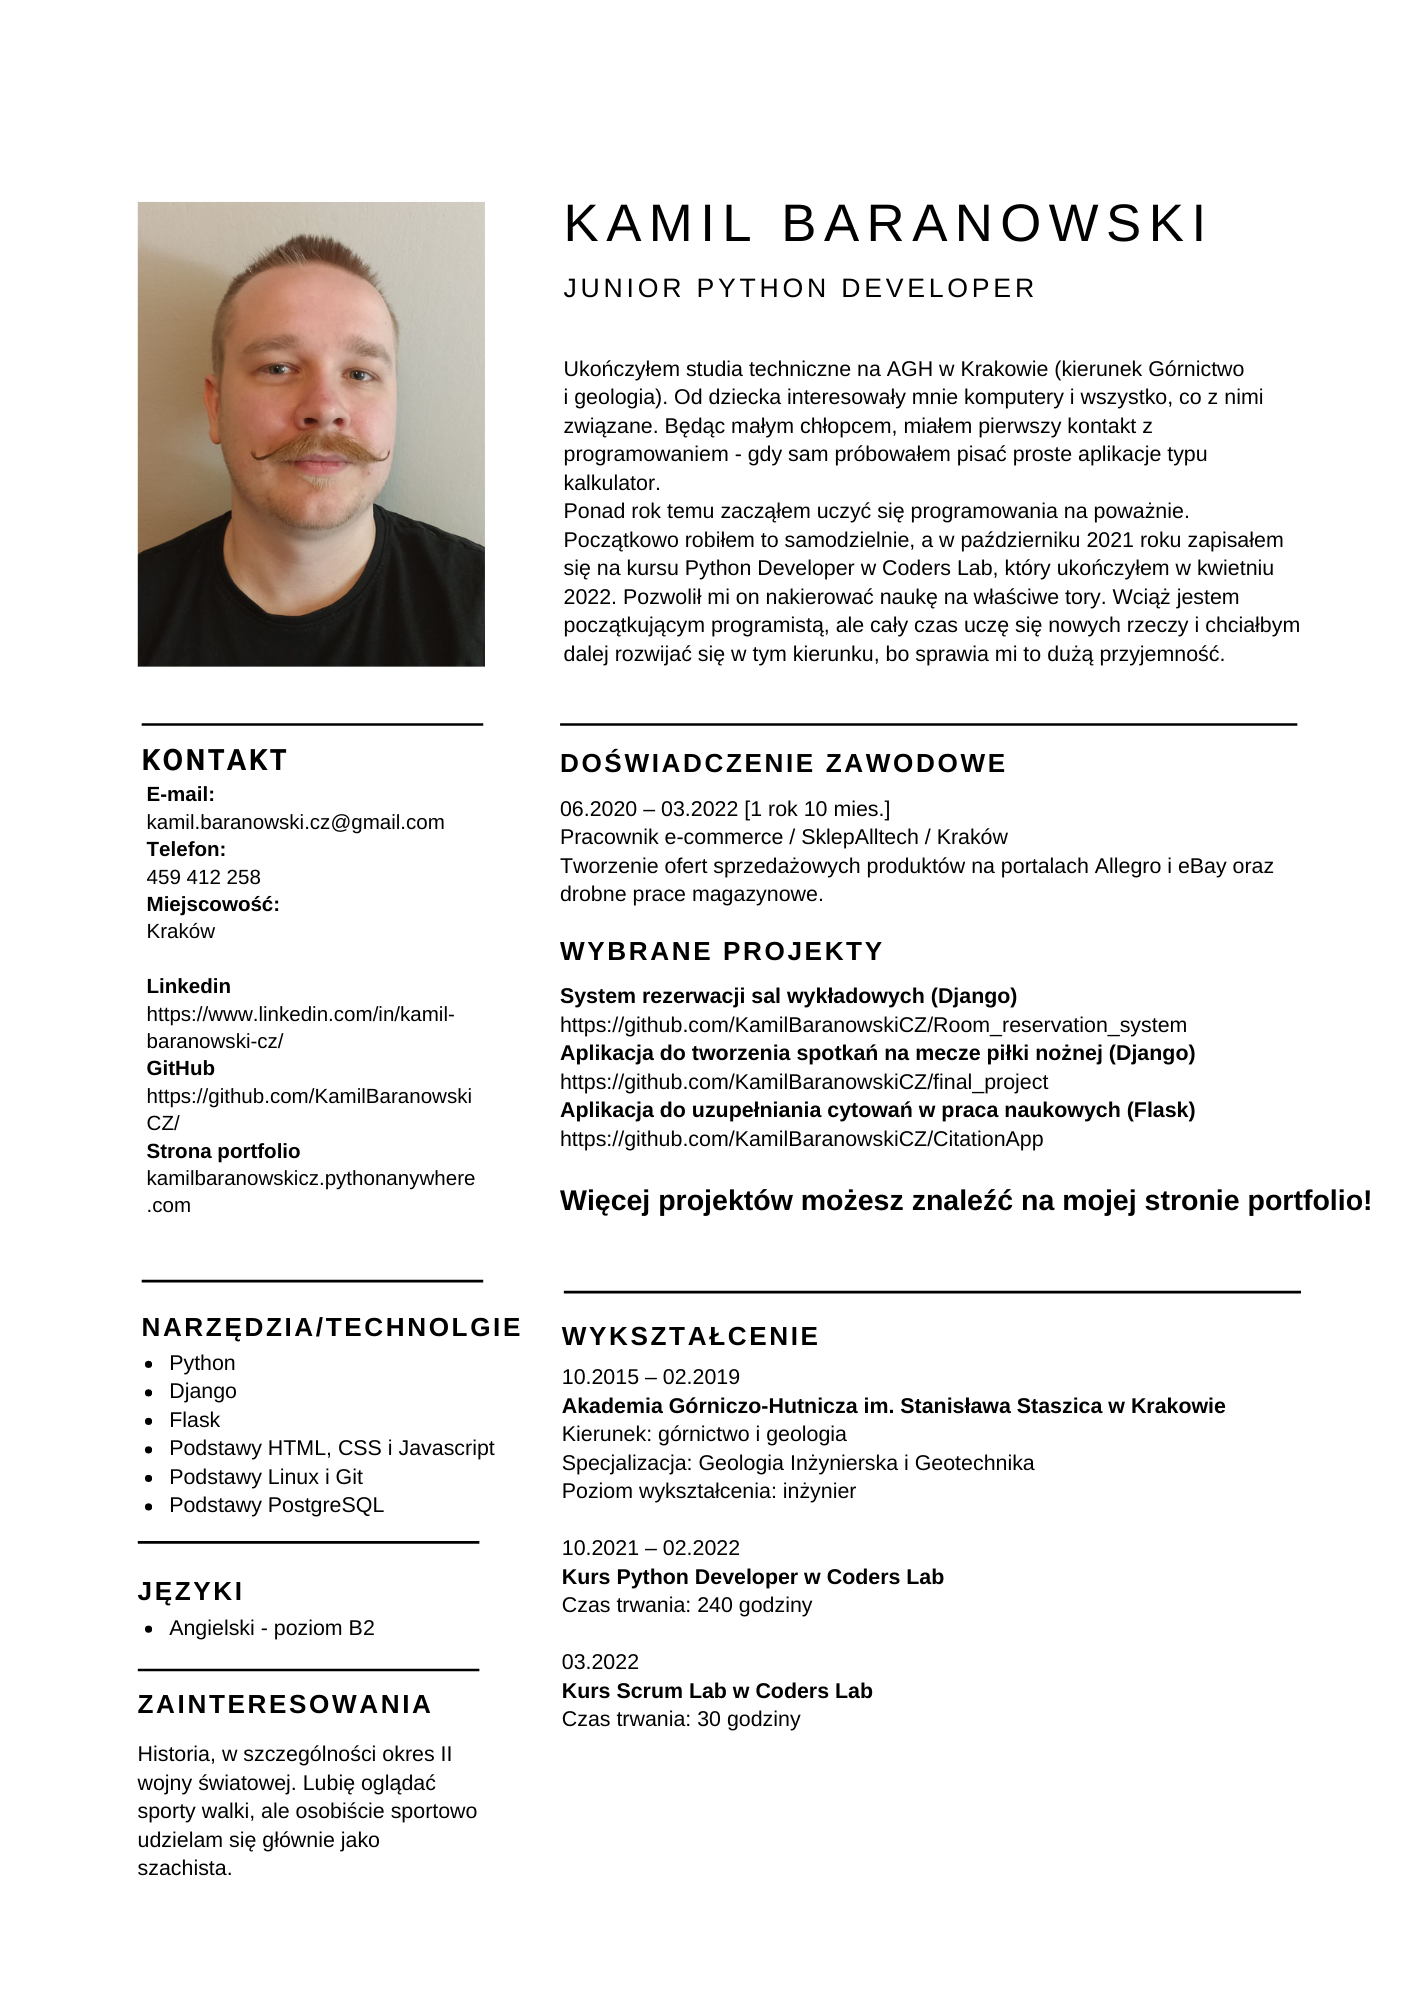 KAMIL BARANOWSKI
JUNIOR PYTHON DEVELOPER
Ukończyłem studia techniczne na AGH w Krakowie (kierunek Górnictwo
i geologia). Od dziecka interesowały mnie komputery i wszystko, co z nimi
związane. Będąc małym chłopcem, miałem pierwszy kontakt z
programowaniem - gdy sam próbowałem pisać proste aplikacje typu
kalkulator.
Ponad rok temu zacząłem uczyć się programowania na poważnie.
Początkowo robiłem to samodzielnie, a w październiku 2021 roku zapisałem
się na kursu Python Developer w Coders Lab, który ukończyłem w kwietniu
2022. Pozwolił mi on nakierować naukę na właściwe tory. Wciąż jestem
początkującym programistą, ale cały czas uczę się nowych rzeczy i chciałbym
dalej rozwijać się w tym kierunku, bo sprawia mi to dużą przyjemność.
KONTAKT
E-mail:
kamil.baranowski.cz@gmail.com
Telefon:
459 412 258
Miejscowość:
Kraków
Linkedin
https://www.linkedin.com/in/kamil-
baranowski-cz/
GitHub
https://github.com/KamilBaranowski
CZ/
Strona portfolio
kamilbaranowskicz.pythonanywhere
.com
NARZĘDZIA/TECHNOLGIE
• Python
• Django
• Flask
• Podstawy HTML, CSS i Javascript
• Podstawy Linux i Git
• Podstawy PostgreSQL
JĘZYKI
• Angielski - poziom B2
ZAINTERESOWANIA
Historia, w szczególności okres II
wojny światowej. Lubię oglądać
sporty walki, ale osobiście sportowo
udzielam się głównie jako
szachista.
DOŚWIADCZENIE ZAWODOWE
06.2020 – 03.2022 [1 rok 10 mies.]
Pracownik e-commerce / SklepAlltech / Kraków
Tworzenie ofert sprzedażowych produktów na portalach Allegro i eBay oraz
drobne prace magazynowe.
WYBRANE PROJEKTY
System rezerwacji sal wykładowych (Django)
https://github.com/KamilBaranowskiCZ/Room_reservation_system
Aplikacja do tworzenia spotkań na mecze piłki nożnej (Django)
https://github.com/KamilBaranowskiCZ/final_project
Aplikacja do uzupełniania cytowań w praca naukowych (Flask)
https://github.com/KamilBaranowskiCZ/CitationApp
Więcej projektów możesz znaleźć na mojej stronie portfolio!
WYKSZTAŁCENIE
10.2015 – 02.2019
Akademia Górniczo-Hutnicza im. Stanisława Staszica w Krakowie
Kierunek: górnictwo i geologia
Specjalizacja: Geologia Inżynierska i Geotechnika
Poziom wykształcenia: inżynier
10.2021 – 02.2022
Kurs Python Developer w Coders Lab
Czas trwania: 240 godziny
03.2022
Kurs Scrum Lab w Coders Lab
Czas trwania: 30 godziny